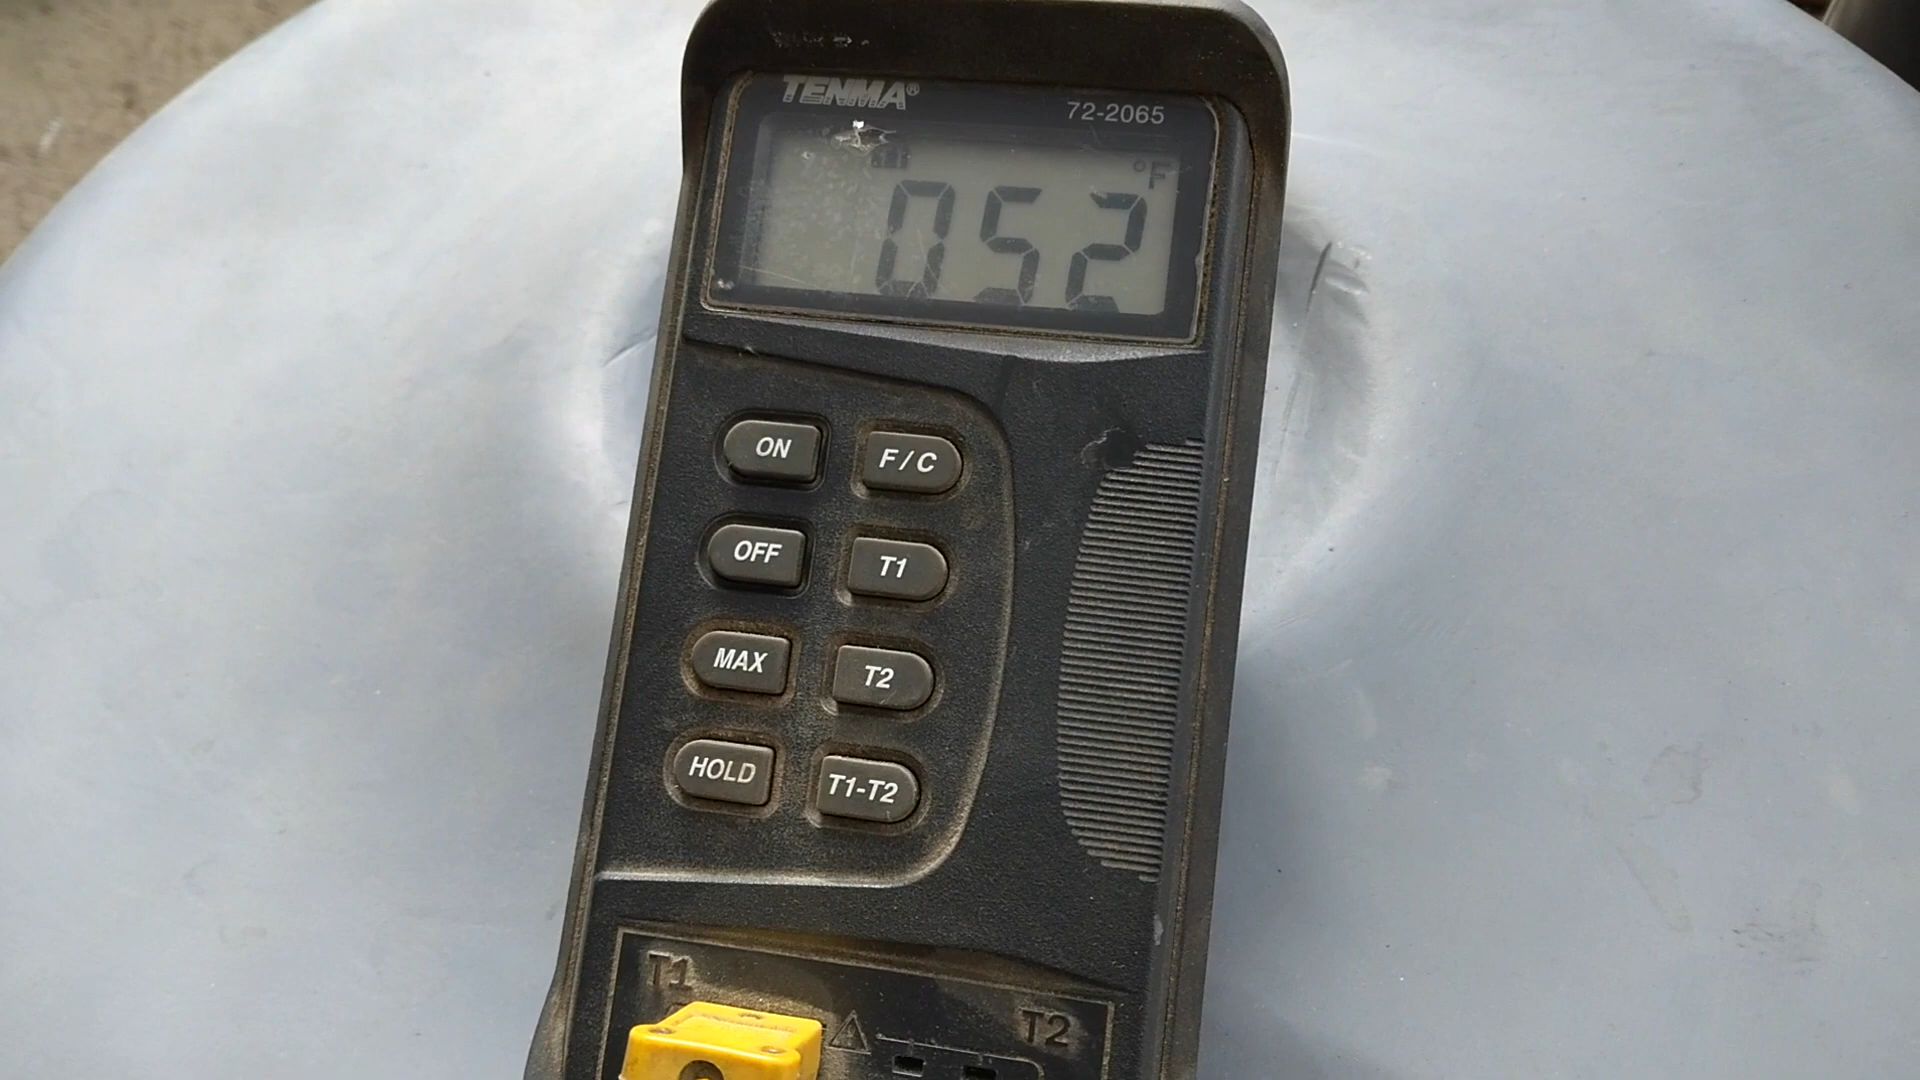 TENMA®
72-2065
°F
052
ON F/C
OFF T1
MAX T2
HOLD T1-T2
T1
T2